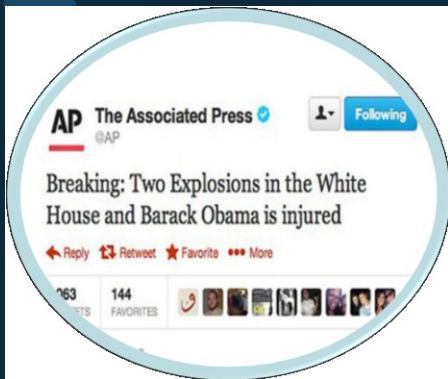 AP The Associated Press
@AP
Following
Breaking: Two Explosions in the White
House and Barack Obama is injured
Reply Retweet Favorite More
144
FAVORITES